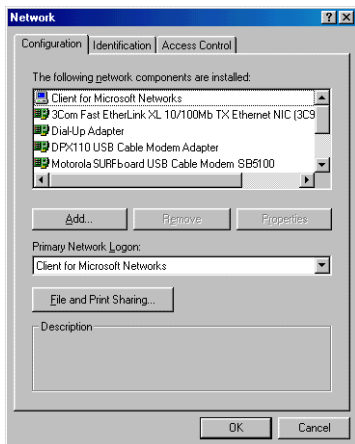 Network
Configuration Identification Access Control
The following network components are installed:
Client for Microsoft Networks
3Com Fast EtherLink XL 10/100Mb TX Ethernet NIC (3C9
Dial-Up Adapter
DPX110 USB Cable Modem Adapter
Motorola SURFboard USB Cable Modem SB5100
Add... Remove Properties
Primary Network Logon:
Client for Microsoft Networks
File and Print Sharing...
Description
OK Cancel